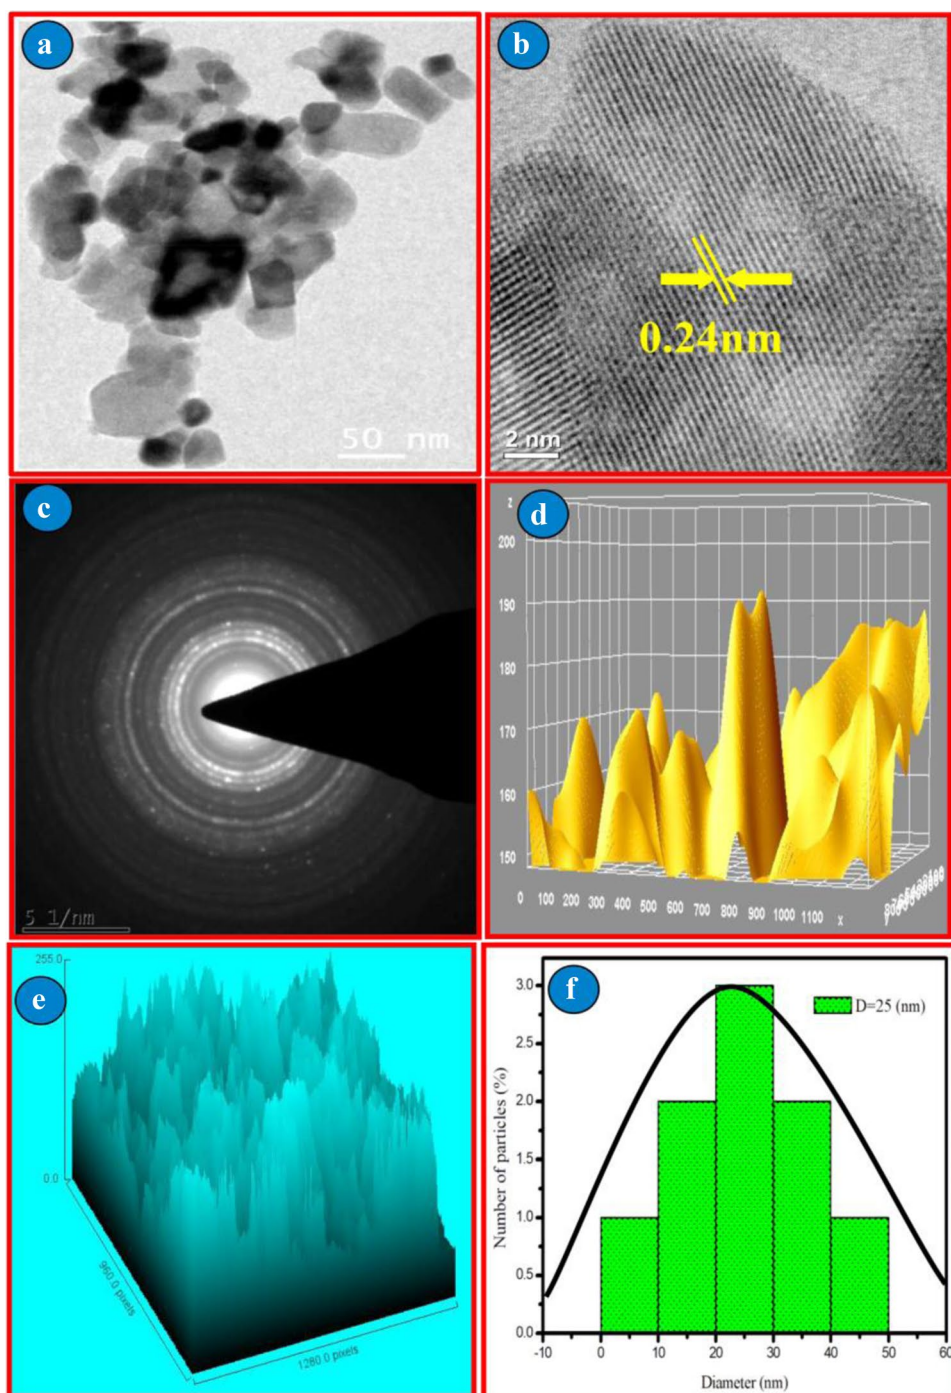 a
50 nm
b
0.24nm
2 nm
c
5 1/nm
d
z
200
190
180
170
160
150
0 100 200 300 400 500 600 700 800 900 1000 1100 x
y
e
255.0
0.0
960.0 pixels
1280.0 pixels
f
D=25 (nm)
Number of particles (%)
3.0
2.5
2.0
1.5
1.0
0.5
0.0
-10 0 10 20 30 40 50 60
Diameter (nm)